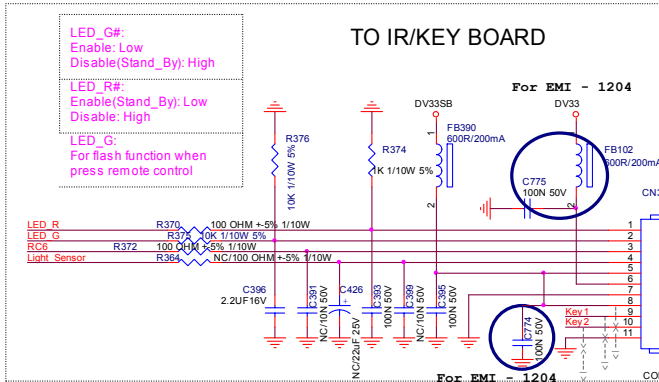 LED_G#:
Enable: Low
Disable(Stand_By): High
LED_R#:
Enable(Stand_By): Low
Disable: High
LED_G:
For flash function when
press remote control
TO IR/KEY BOARD
For EMI - 1204
DV33SB
DV33
FB390
600R/200mA
FB102
600R/200mA
R376
10K 1/10W 5%
R374
1K 1/10W 5%
1
2
1
2
C775
100N 50V
CN3
LED_R
R370
100 OHM +-5% 1/10W
LED_G
R375
10K 1/10W 5%
RC6
R372
100 OHM +-5% 1/10W
Light_Sensor
R364
NC/100 OHM +-5% 1/10W
1
2
3
4
5
6
7
8
9
10
11
Key1
Key2
C396
2.2UF16V
C391
NC/10N 50V
C426
+
NC/22uF 25V
C393
100N 50V
C399
NC/10N 50V
C395
100N 50V
C774
100N 50V
For EMI - 1204
CO